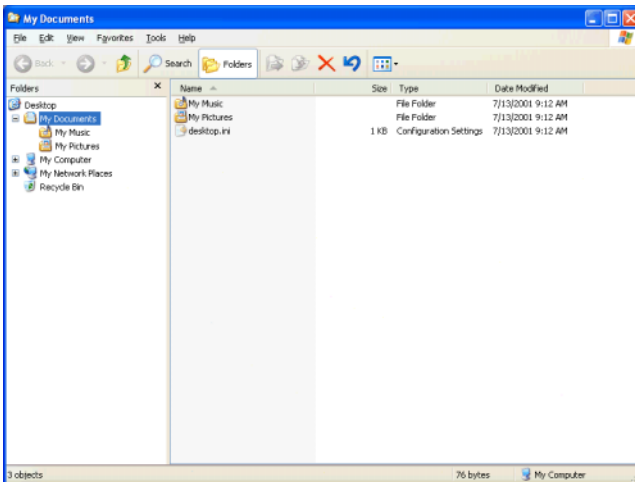 My Documents
File Edit View Favorites Tools Help
Back Search Folders
Folders
Desktop
My Documents
My Music
My Pictures
My Computer
My Network Places
Recycle Bin
Name Size Type Date Modified
My Music File Folder 7/13/2001 9:12 AM
My Pictures File Folder 7/13/2001 9:12 AM
desktop.ini 1 KB Configuration Settings 7/13/2001 9:12 AM
3 objects 76 bytes My Computer